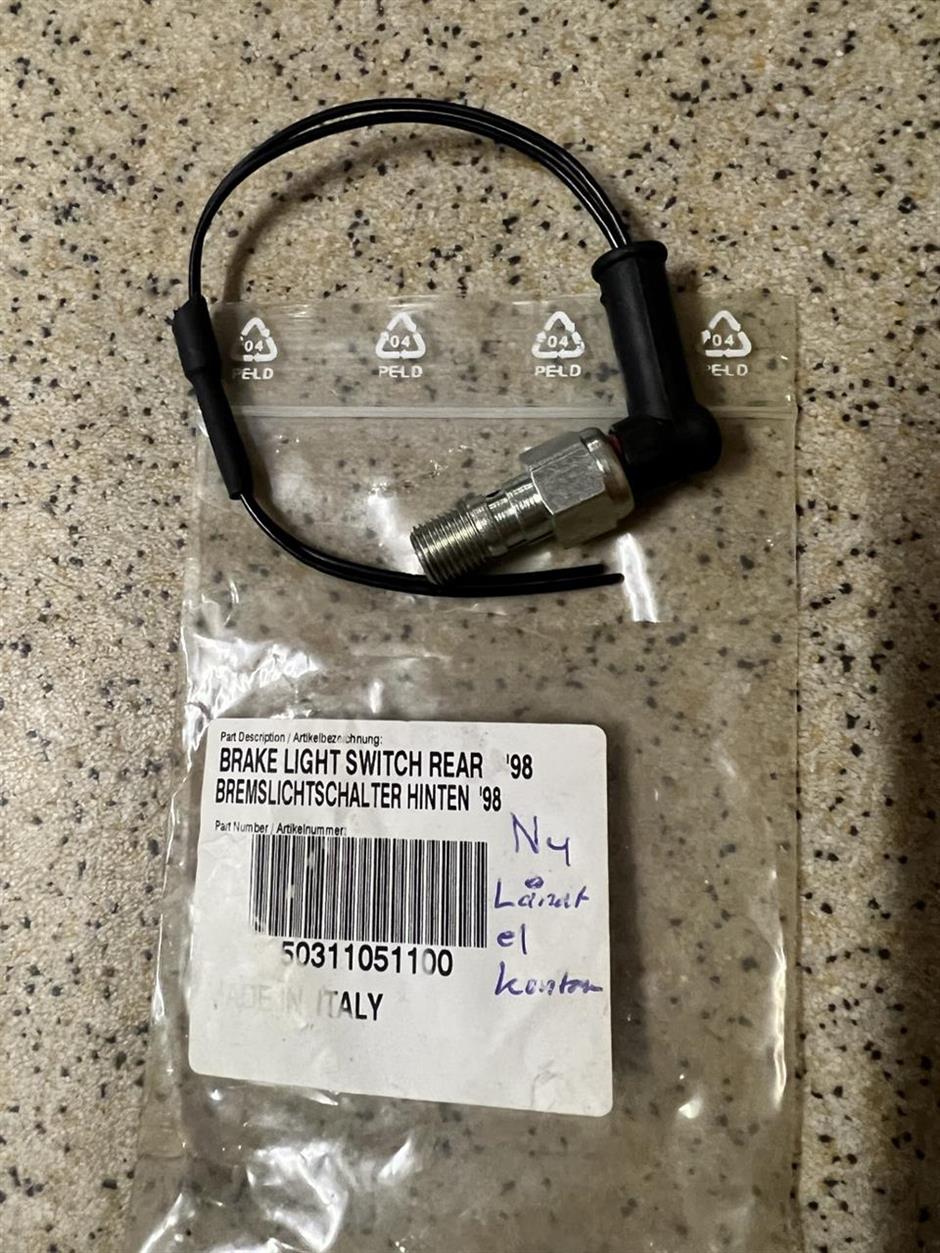 04 04 04 04
PE-LD PE-LD PE-LD PE-LD
Part Description / Artikelbezeichnung:
BRAKE LIGHT SWITCH REAR '98
BREMSLICHTSCHALTER HINTEN '98
Part Number / Artikelnummer:
Ny
Lånat
el
50311051100
MADE IN ITALY